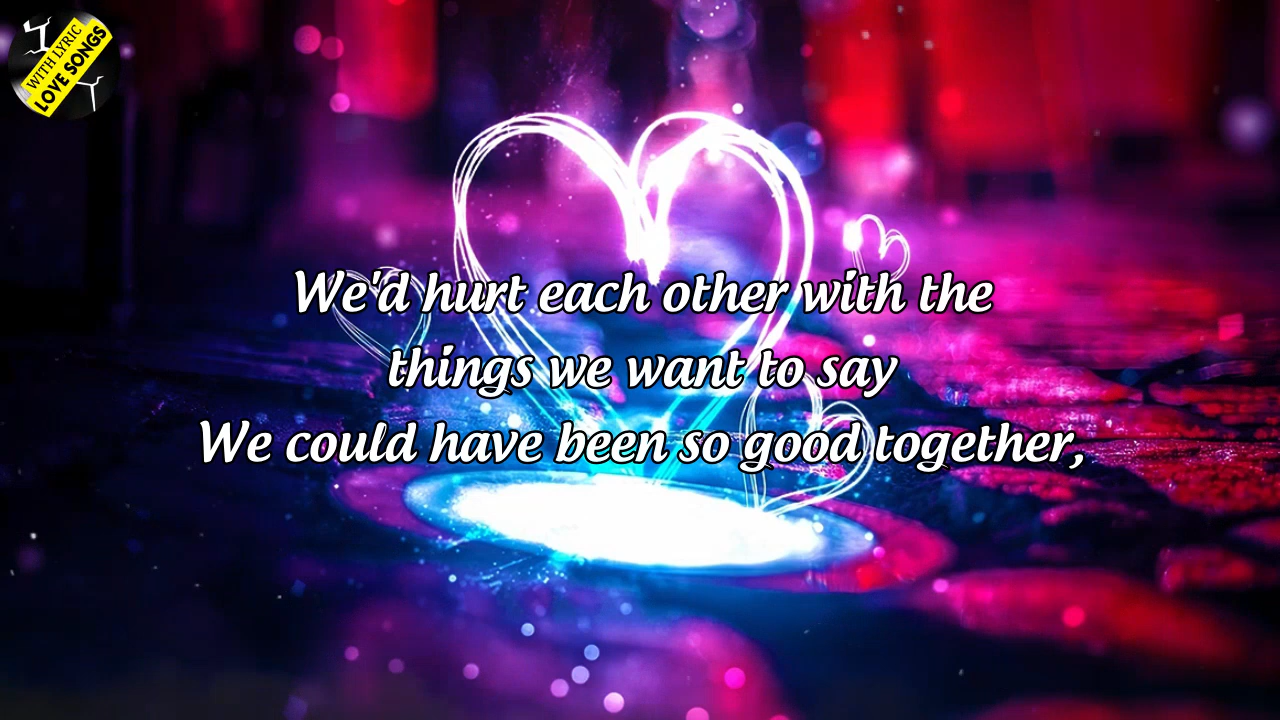 WITH LYRIC
LOVE SONGS
We'd hurt each other with the
things we want to say
We could have been so good together,